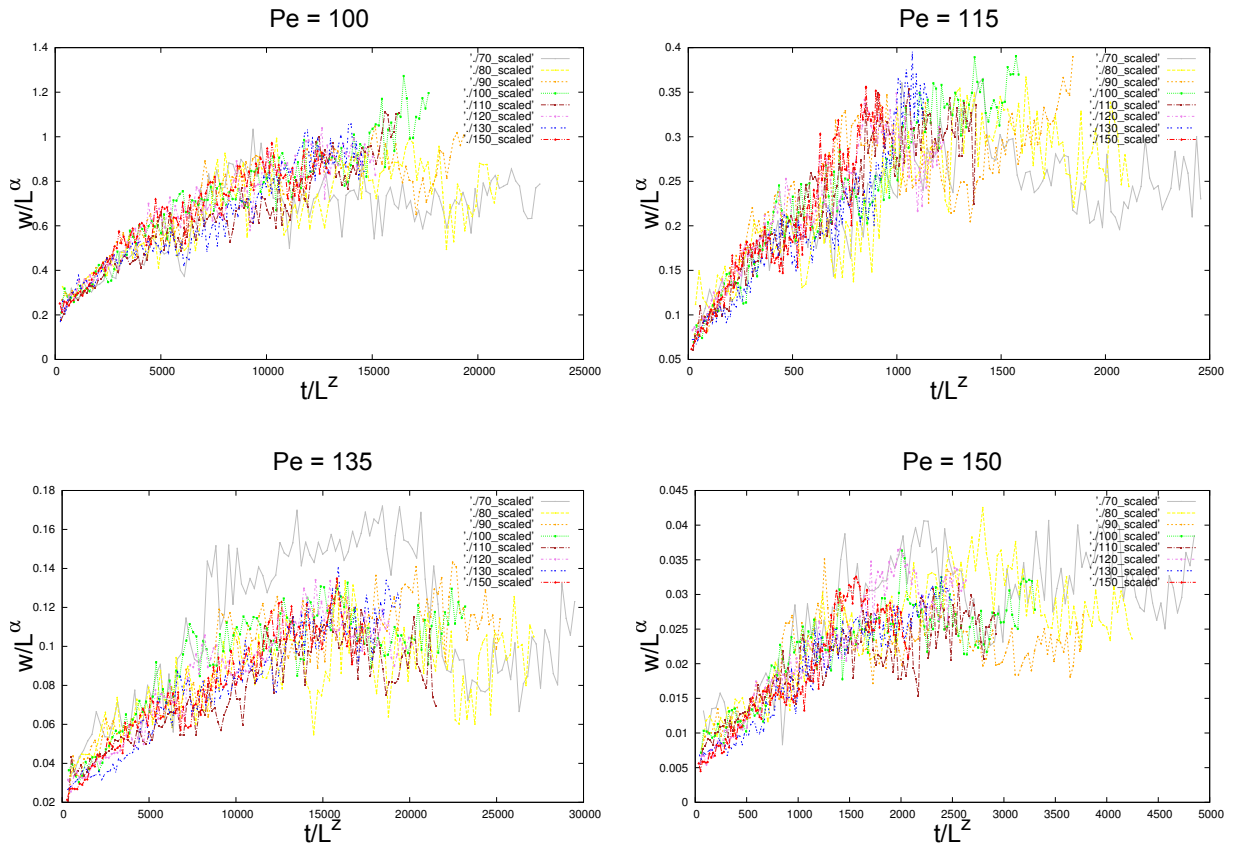 Pe = 100
1.4
1.2
1
0.8
0.6
0.4
0.2
0
w/L^α
'./70_scaled'
'./80_scaled'
'./90_scaled'
'./100_scaled'
'./110_scaled'
'./120_scaled'
'./130_scaled'
'./150_scaled'
0 5000 10000 15000 20000 25000
t/L^z
Pe = 115
0.4
0.35
0.3
0.25
0.2
0.15
0.1
0.05
w/L^α
'./70_scaled'
'./80_scaled'
'./90_scaled'
'./100_scaled'
'./110_scaled'
'./120_scaled'
'./130_scaled'
'./150_scaled'
0 500 1000 1500 2000 2500
t/L^z
Pe = 135
0.18
0.16
0.14
0.12
0.1
0.08
0.06
0.04
0.02
w/L^α
'./70_scaled'
'./80_scaled'
'./90_scaled'
'./100_scaled'
'./110_scaled'
'./120_scaled'
'./130_scaled'
'./150_scaled'
0 5000 10000 15000 20000 25000 30000
t/L^z
Pe = 150
0.045
0.04
0.035
0.03
0.025
0.02
0.015
0.01
0.005
0
w/L^α
'./70_scaled'
'./80_scaled'
'./90_scaled'
'./100_scaled'
'./110_scaled'
'./120_scaled'
'./130_scaled'
'./150_scaled'
0 500 1000 1500 2000 2500 3000 3500 4000 4500 5000
t/L^z